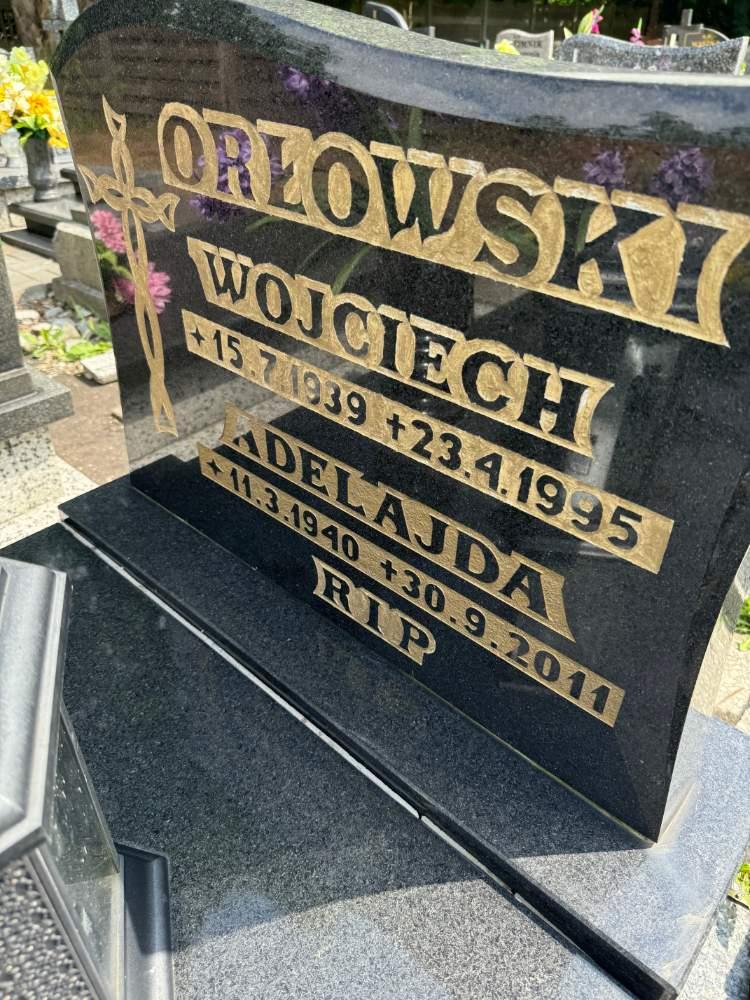 ORŁOWSKI
WOJCIECH
+15.7.1939 +23.4.1995
ADELAJDA
+11.3.1940 +30.9.2011
RIP